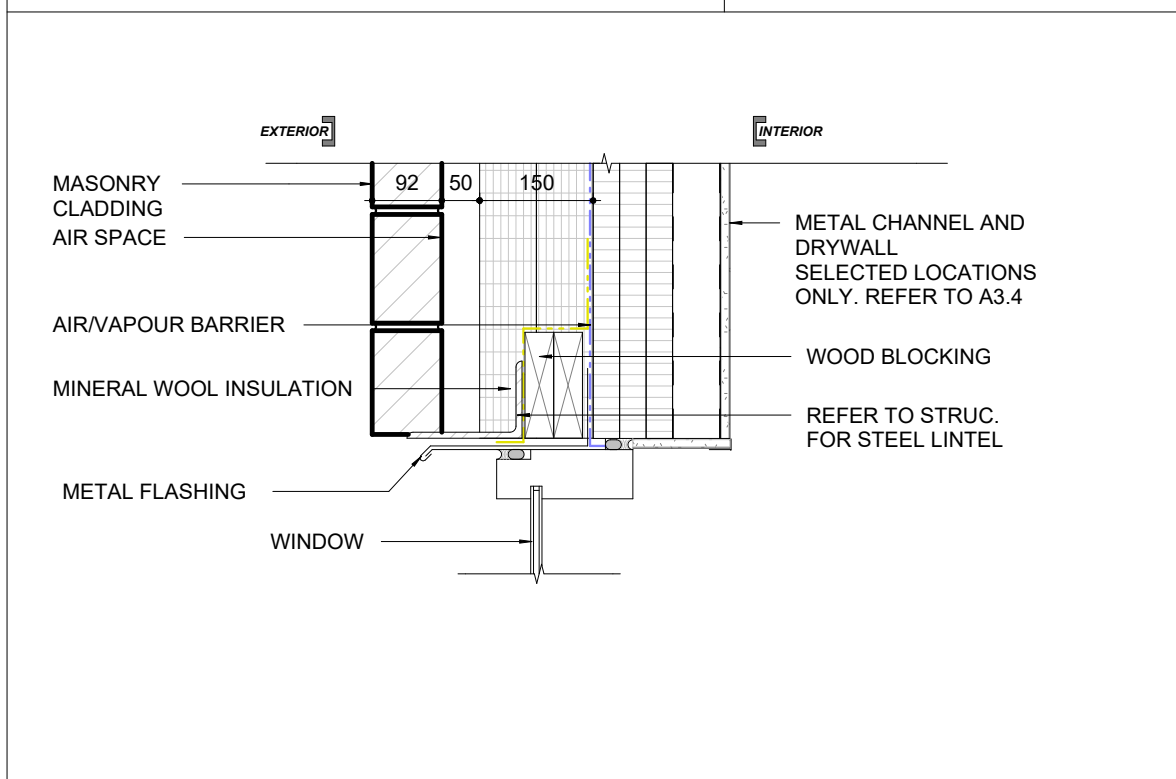 EXTERIOR
INTERIOR
92 50 150
MASONRY
CLADDING
AIR SPACE
AIR/VAPOUR BARRIER
MINERAL WOOL INSULATION
METAL FLASHING
WINDOW
METAL CHANNEL AND
DRYWALL
SELECTED LOCATIONS
ONLY. REFER TO A3.4
WOOD BLOCKING
REFER TO STRUC.
FOR STEEL LINTEL